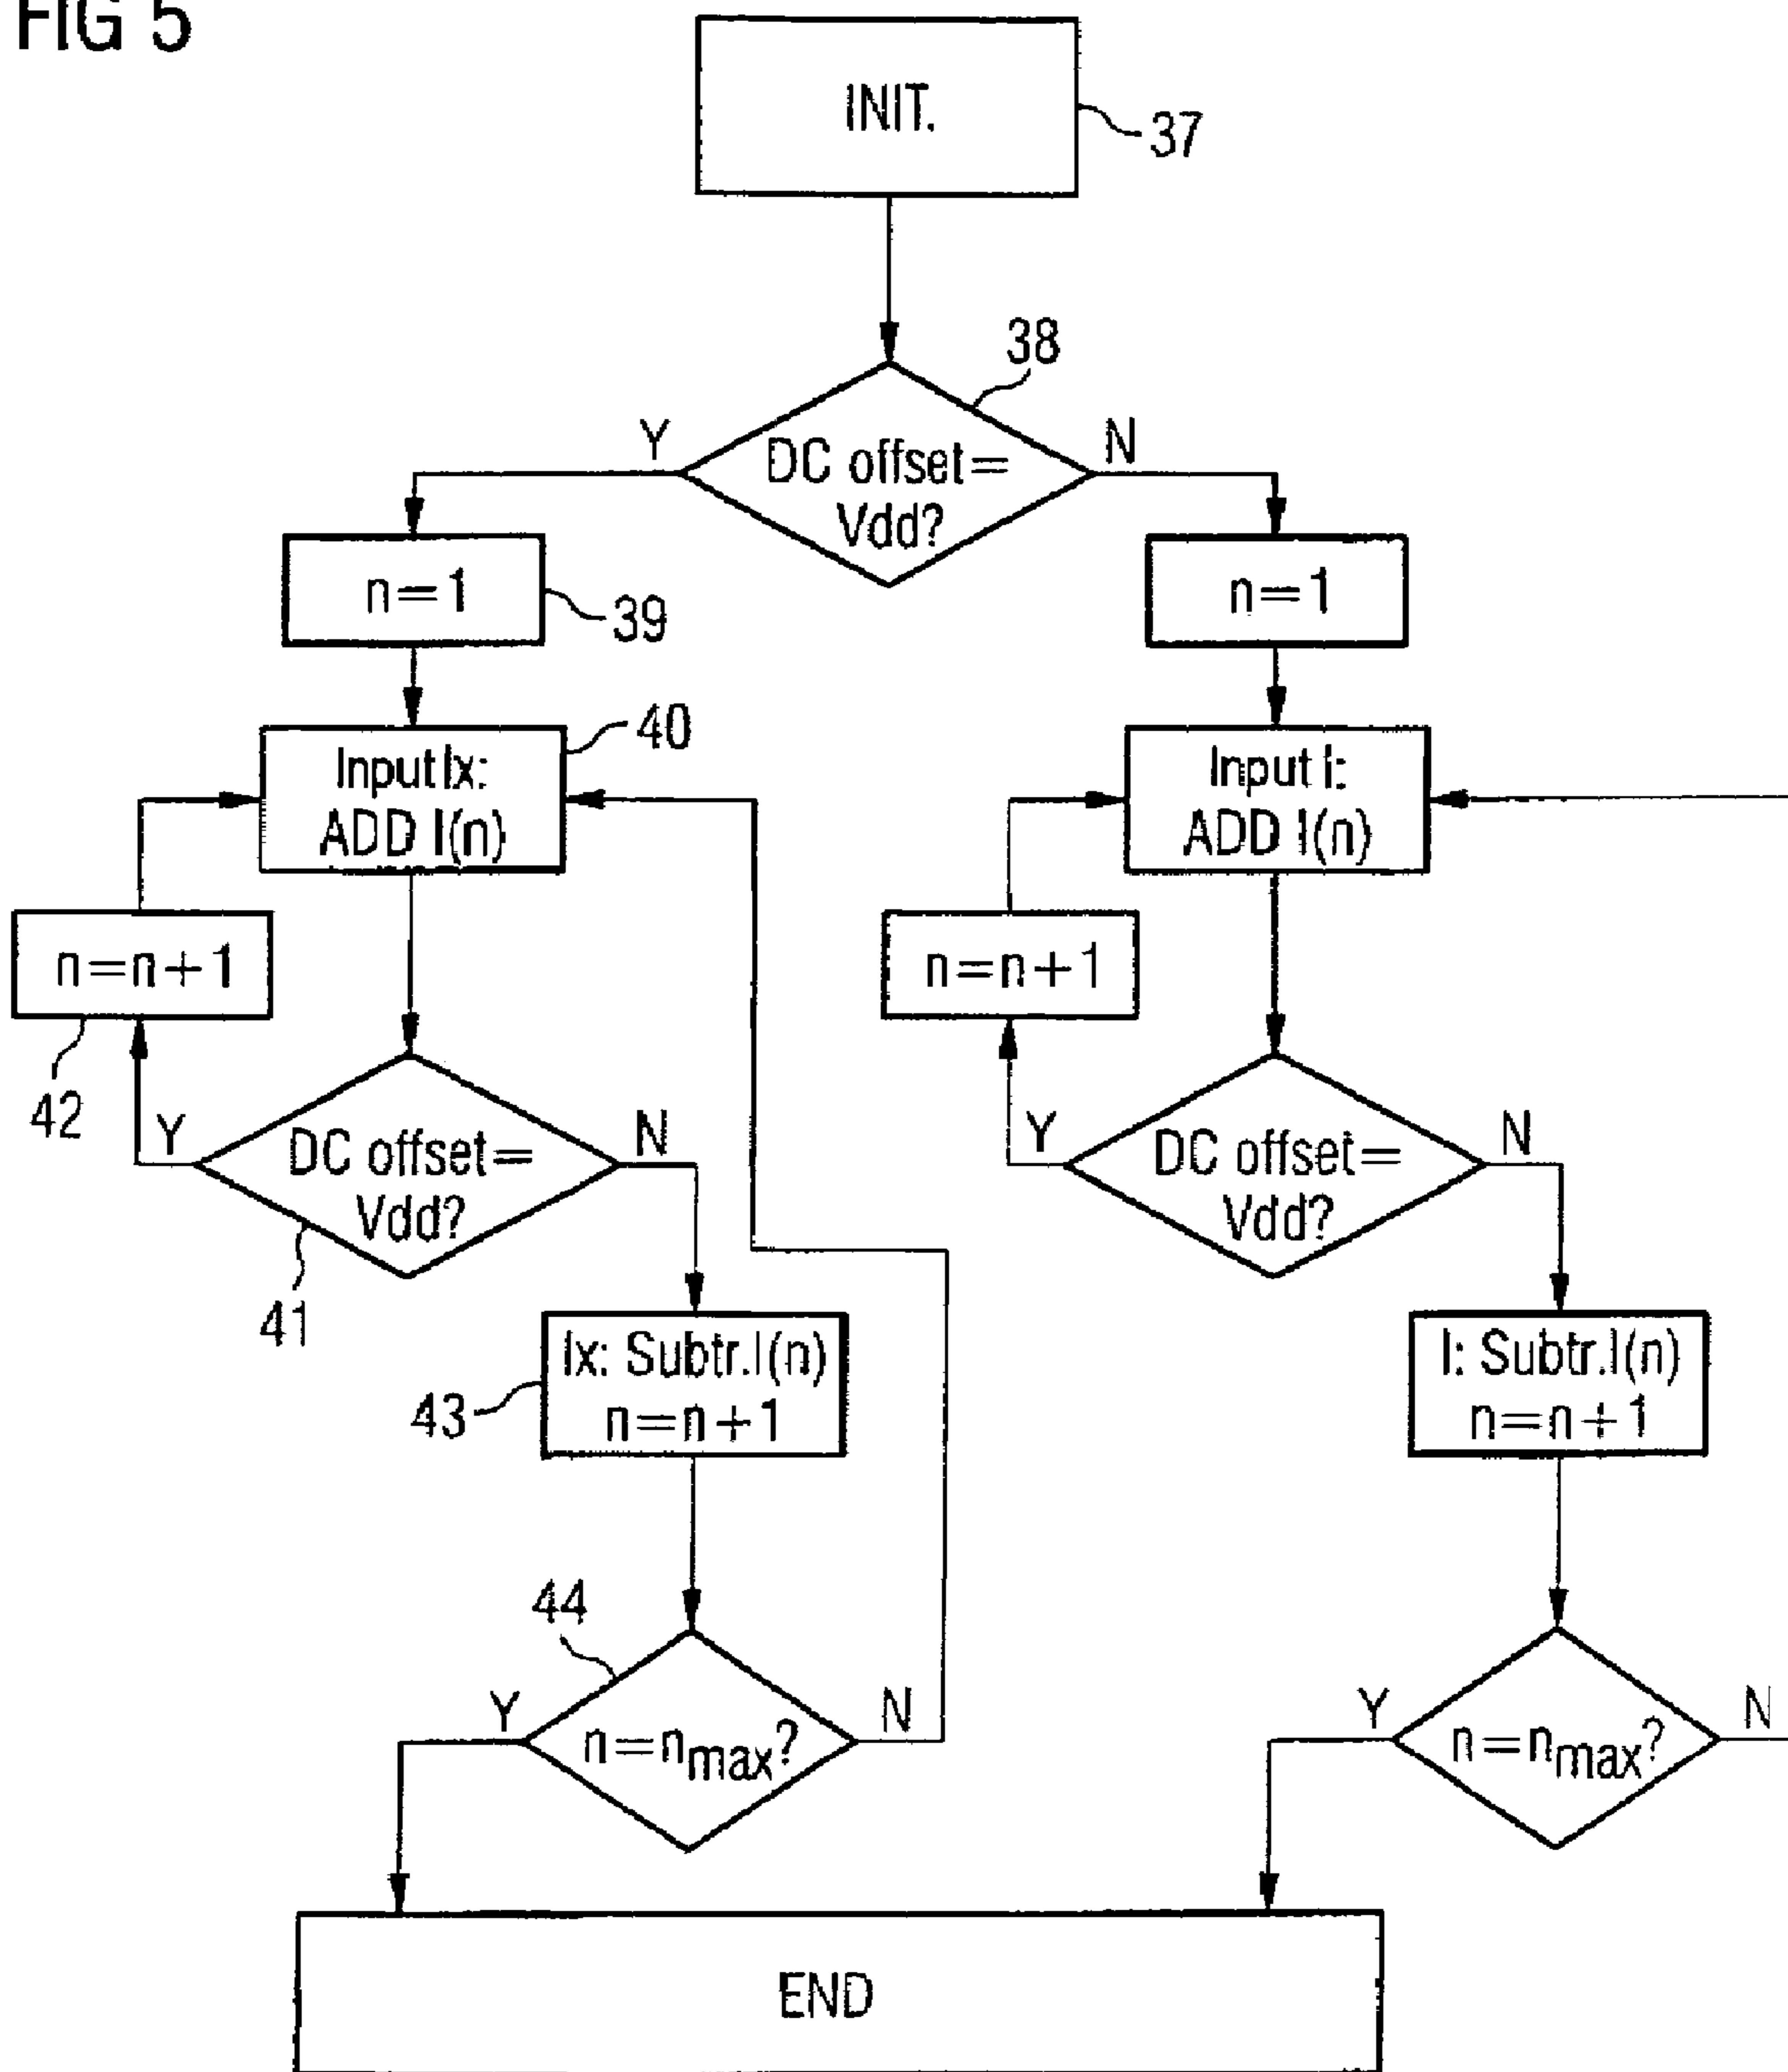 FIG 5
INIT.
37
38
Y
N
DC offset=
Vdd?
n=1
39
n=1
40
Input Ix:
ADD I(n)
Input I:
ADD I(n)
n=n+1
42
n=n+1
Y
N
DC offset=
Vdd?
41
Y
N
DC offset=
Vdd?
Ix: Subtr.I(n)
n=n+1
43
I: Subtr.I(n)
n=n+1
44
Y
N
n=nmax?
Y
N
n=nmax?
END